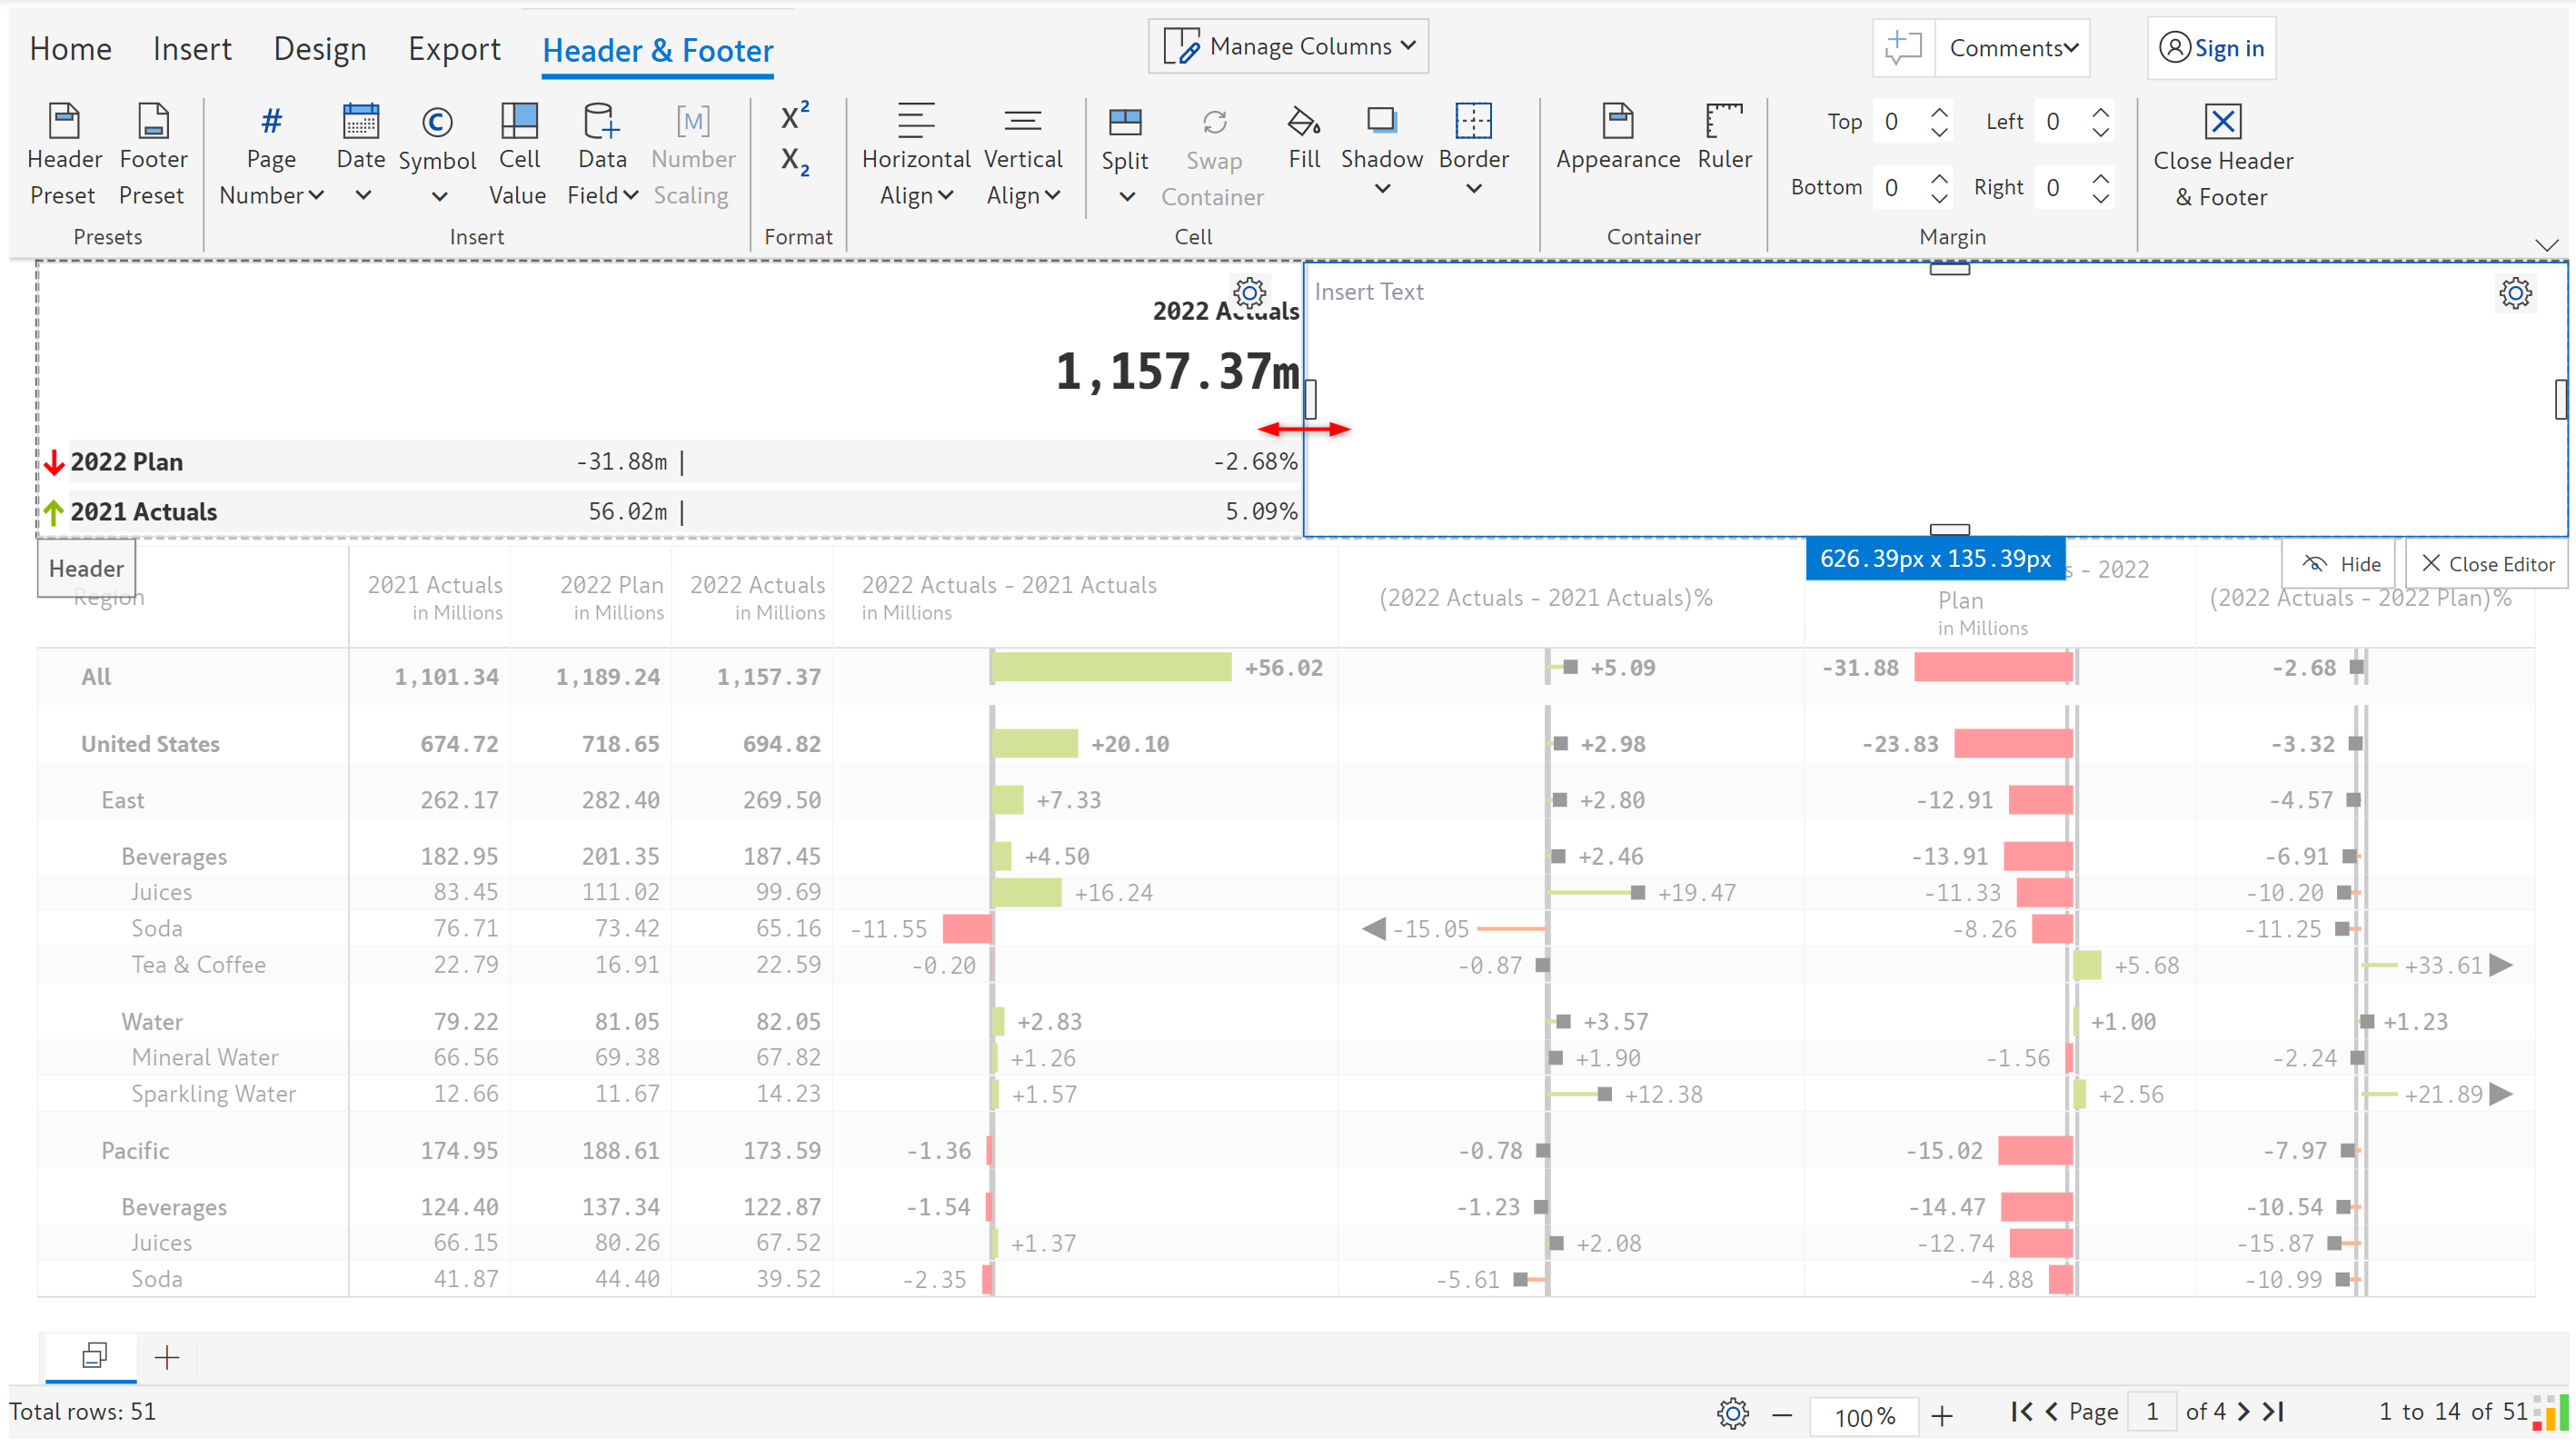 Home Insert Design Export Header & Footer Manage Columns Comments Sign in
Header Preset Footer Preset Page Number Date Symbol Cell Value Data Field [M] Number Scaling X² X₂ Horizontal Align Vertical Align Split Swap Container Fill Shadow Border Appearance Ruler Top 0 Left 0 Bottom 0 Right 0 Close Header & Footer
Presets Insert Format Cell Container Margin
2022 Actuals
Insert Text
1,157.37m
2022 Plan -31.88m | -2.68%
2021 Actuals 56.02m | 5.09%
Header
626.39px x 135.39px
Hide Close Editor
Region 2021 Actuals in Millions 2022 Plan in Millions 2022 Actuals in Millions 2022 Actuals - 2021 Actuals in Millions (2022 Actuals - 2021 Actuals)% s - 2022 Plan in Millions (2022 Actuals - 2022 Plan)%
All 1,101.34 1,189.24 1,157.37 +56.02 +5.09 -31.88 -2.68
United States 674.72 718.65 694.82 +20.10 +2.98 -23.83 -3.32
East 262.17 282.40 269.50 +7.33 +2.80 -12.91 -4.57
Beverages 182.95 201.35 187.45 +4.50 +2.46 -13.91 -6.91
Juices 83.45 111.02 99.69 +16.24 +19.47 -11.33 -10.20
Soda 76.71 73.42 65.16 -11.55 -15.05 -8.26 -11.25
Tea & Coffee 22.79 16.91 22.59 -0.20 -0.87 +5.68 +33.61
Water 79.22 81.05 82.05 +2.83 +3.57 +1.00 +1.23
Mineral Water 66.56 69.38 67.82 +1.26 +1.90 -1.56 -2.24
Sparkling Water 12.66 11.67 14.23 +1.57 +12.38 +2.56 +21.89
Pacific 174.95 188.61 173.59 -1.36 -0.78 -15.02 -7.97
Beverages 124.40 137.34 122.87 -1.54 -1.23 -14.47 -10.54
Juices 66.15 80.26 67.52 +1.37 +2.08 -12.74 -15.87
Soda 41.87 44.40 39.52 -2.35 -5.61 -4.88 -10.99
Total rows: 51 100% Page 1 of 4 1 to 14 of 51